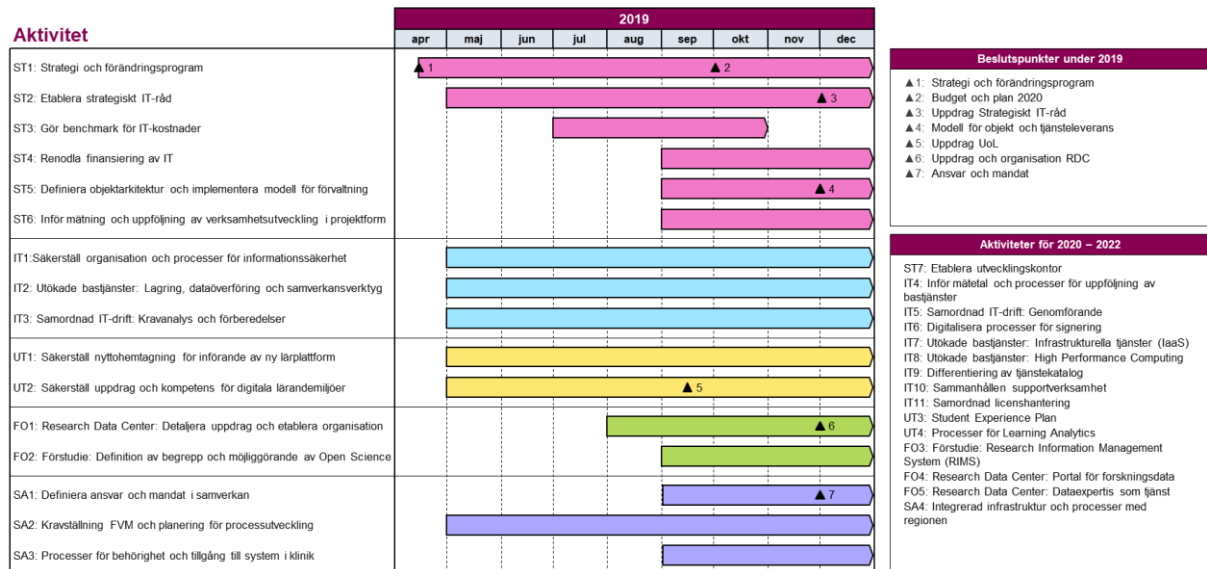 2019
Aktivitet
apr maj jun jul aug sep okt nov dec
ST1: Strategi och förändringsprogram
▲ 1 ▲ 2
ST2: Etablera strategiskt IT-råd
▲ 3
ST3: Gör benchmark för IT-kostnader
ST4: Renodla finansiering av IT
ST5: Definiera objektarkitektur och implementera modell för förvaltning
▲ 4
ST6: Inför mätning och uppföljning av verksamhetsutveckling i projektform
IT1:Säkerställ organisation och processer för informationssäkerhet
IT2: Utökade bastjänster: Lagring, dataöverföring och samverkansverktyg
IT3: Samordnad IT-drift: Kravanalys och förberedelser
UT1: Säkerställ nyttohemtagning för införande av ny lärplattform
UT2: Säkerställ uppdrag och kompetens för digitala lärandemiljöer
▲ 5
FO1: Research Data Center: Detaljera uppdrag och etablera organisation
▲ 6
FO2: Förstudie: Definition av begrepp och möjliggörande av Open Science
SA1: Definiera ansvar och mandat i samverkan
▲ 7
SA2: Kravställning FVM och planering för processutveckling
SA3: Processer för behörighet och tillgång till system i klinik
Beslutspunkter under 2019
▲1: Strategi och förändringsprogram
▲2: Budget och plan 2020
▲3: Uppdrag Strategiskt IT-råd
▲4: Modell för objekt och tjänsteleverans
▲5: Uppdrag UoL
▲6: Uppdrag och organisation RDC
▲7: Ansvar och mandat
Aktiviteter för 2020 – 2022
ST7: Etablera utvecklingskontor
IT4: Inför mätetal och processer för uppföljning av
bastjänster
IT5: Samordnad IT-drift: Genomförande
IT6: Digitalisera processer för signering
IT7: Utökade bastjänster: Infrastrukturella tjänster (IaaS)
IT8: Utökade bastjänster: High Performance Computing
IT9: Differentiering av tjänstekatalog
IT10: Sammanhållen supportverksamhet
IT11: Samordnad licenshantering
UT3: Student Experience Plan
UT4: Processer för Learning Analytics
FO3: Förstudie: Research Information Management
System (RIMS)
FO4: Research Data Center: Portal för forskningsdata
FO5: Research Data Center: Dataexpertis som tjänst
SA4: Integrerad infrastruktur och processer med
regionen